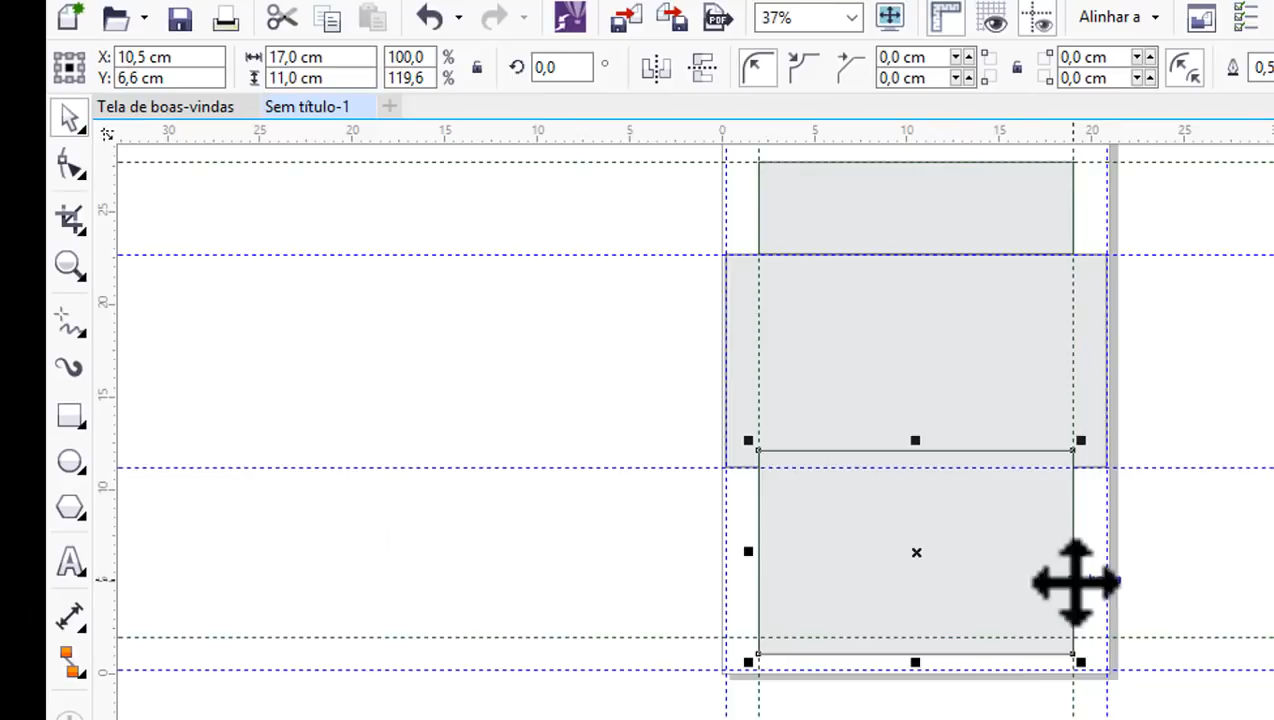 PDF 37% Alinhar a
X: 10,5 cm 17,0 cm 100,0 % 0,0 ° 0,0 cm 0,0 cm 0,5
Y: 6,6 cm 11,0 cm 119,6 % 0,0 cm 0,0 cm
Tela de boas-vindas Sem título-1
30 25 20 15 10 5 0 5 10 15 20 25
25
20
15
10
5
0